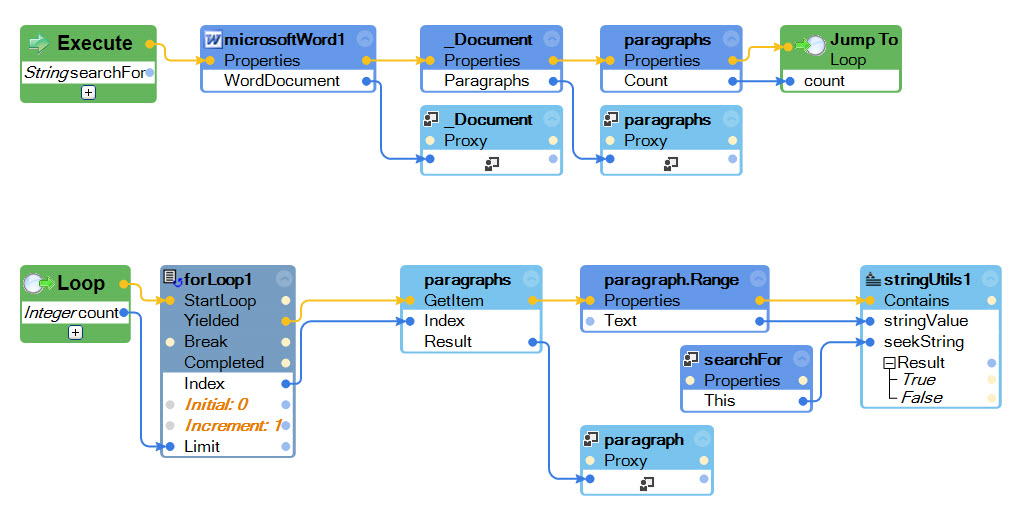 Execute
String searchFor
microsoftWord1
Properties
WordDocument
_Document
Properties
Paragraphs
paragraphs
Properties
Count
Jump To
Loop
count
_Document
Proxy
paragraphs
Proxy
Loop
Integer count
forLoop1
StartLoop
Yielded
Break
Completed
Index
Initial: 0
Increment: 1
Limit
paragraphs
GetItem
Index
Result
paragraph.Range
Properties
Text
searchFor
Properties
This
paragraph
Proxy
stringUtils1
Contains
stringValue
seekString
Result
True
False